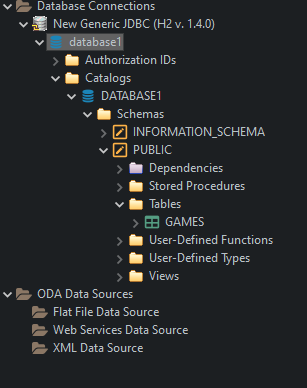 Database Connections
New Generic JDBC (H2 v. 1.4.0)
database1
Authorization IDs
Catalogs
DATABASE1
Schemas
INFORMATION_SCHEMA
PUBLIC
Dependencies
Stored Procedures
Tables
GAMES
User-Defined Functions
User-Defined Types
Views
ODA Data Sources
Flat File Data Source
Web Services Data Source
XML Data Source